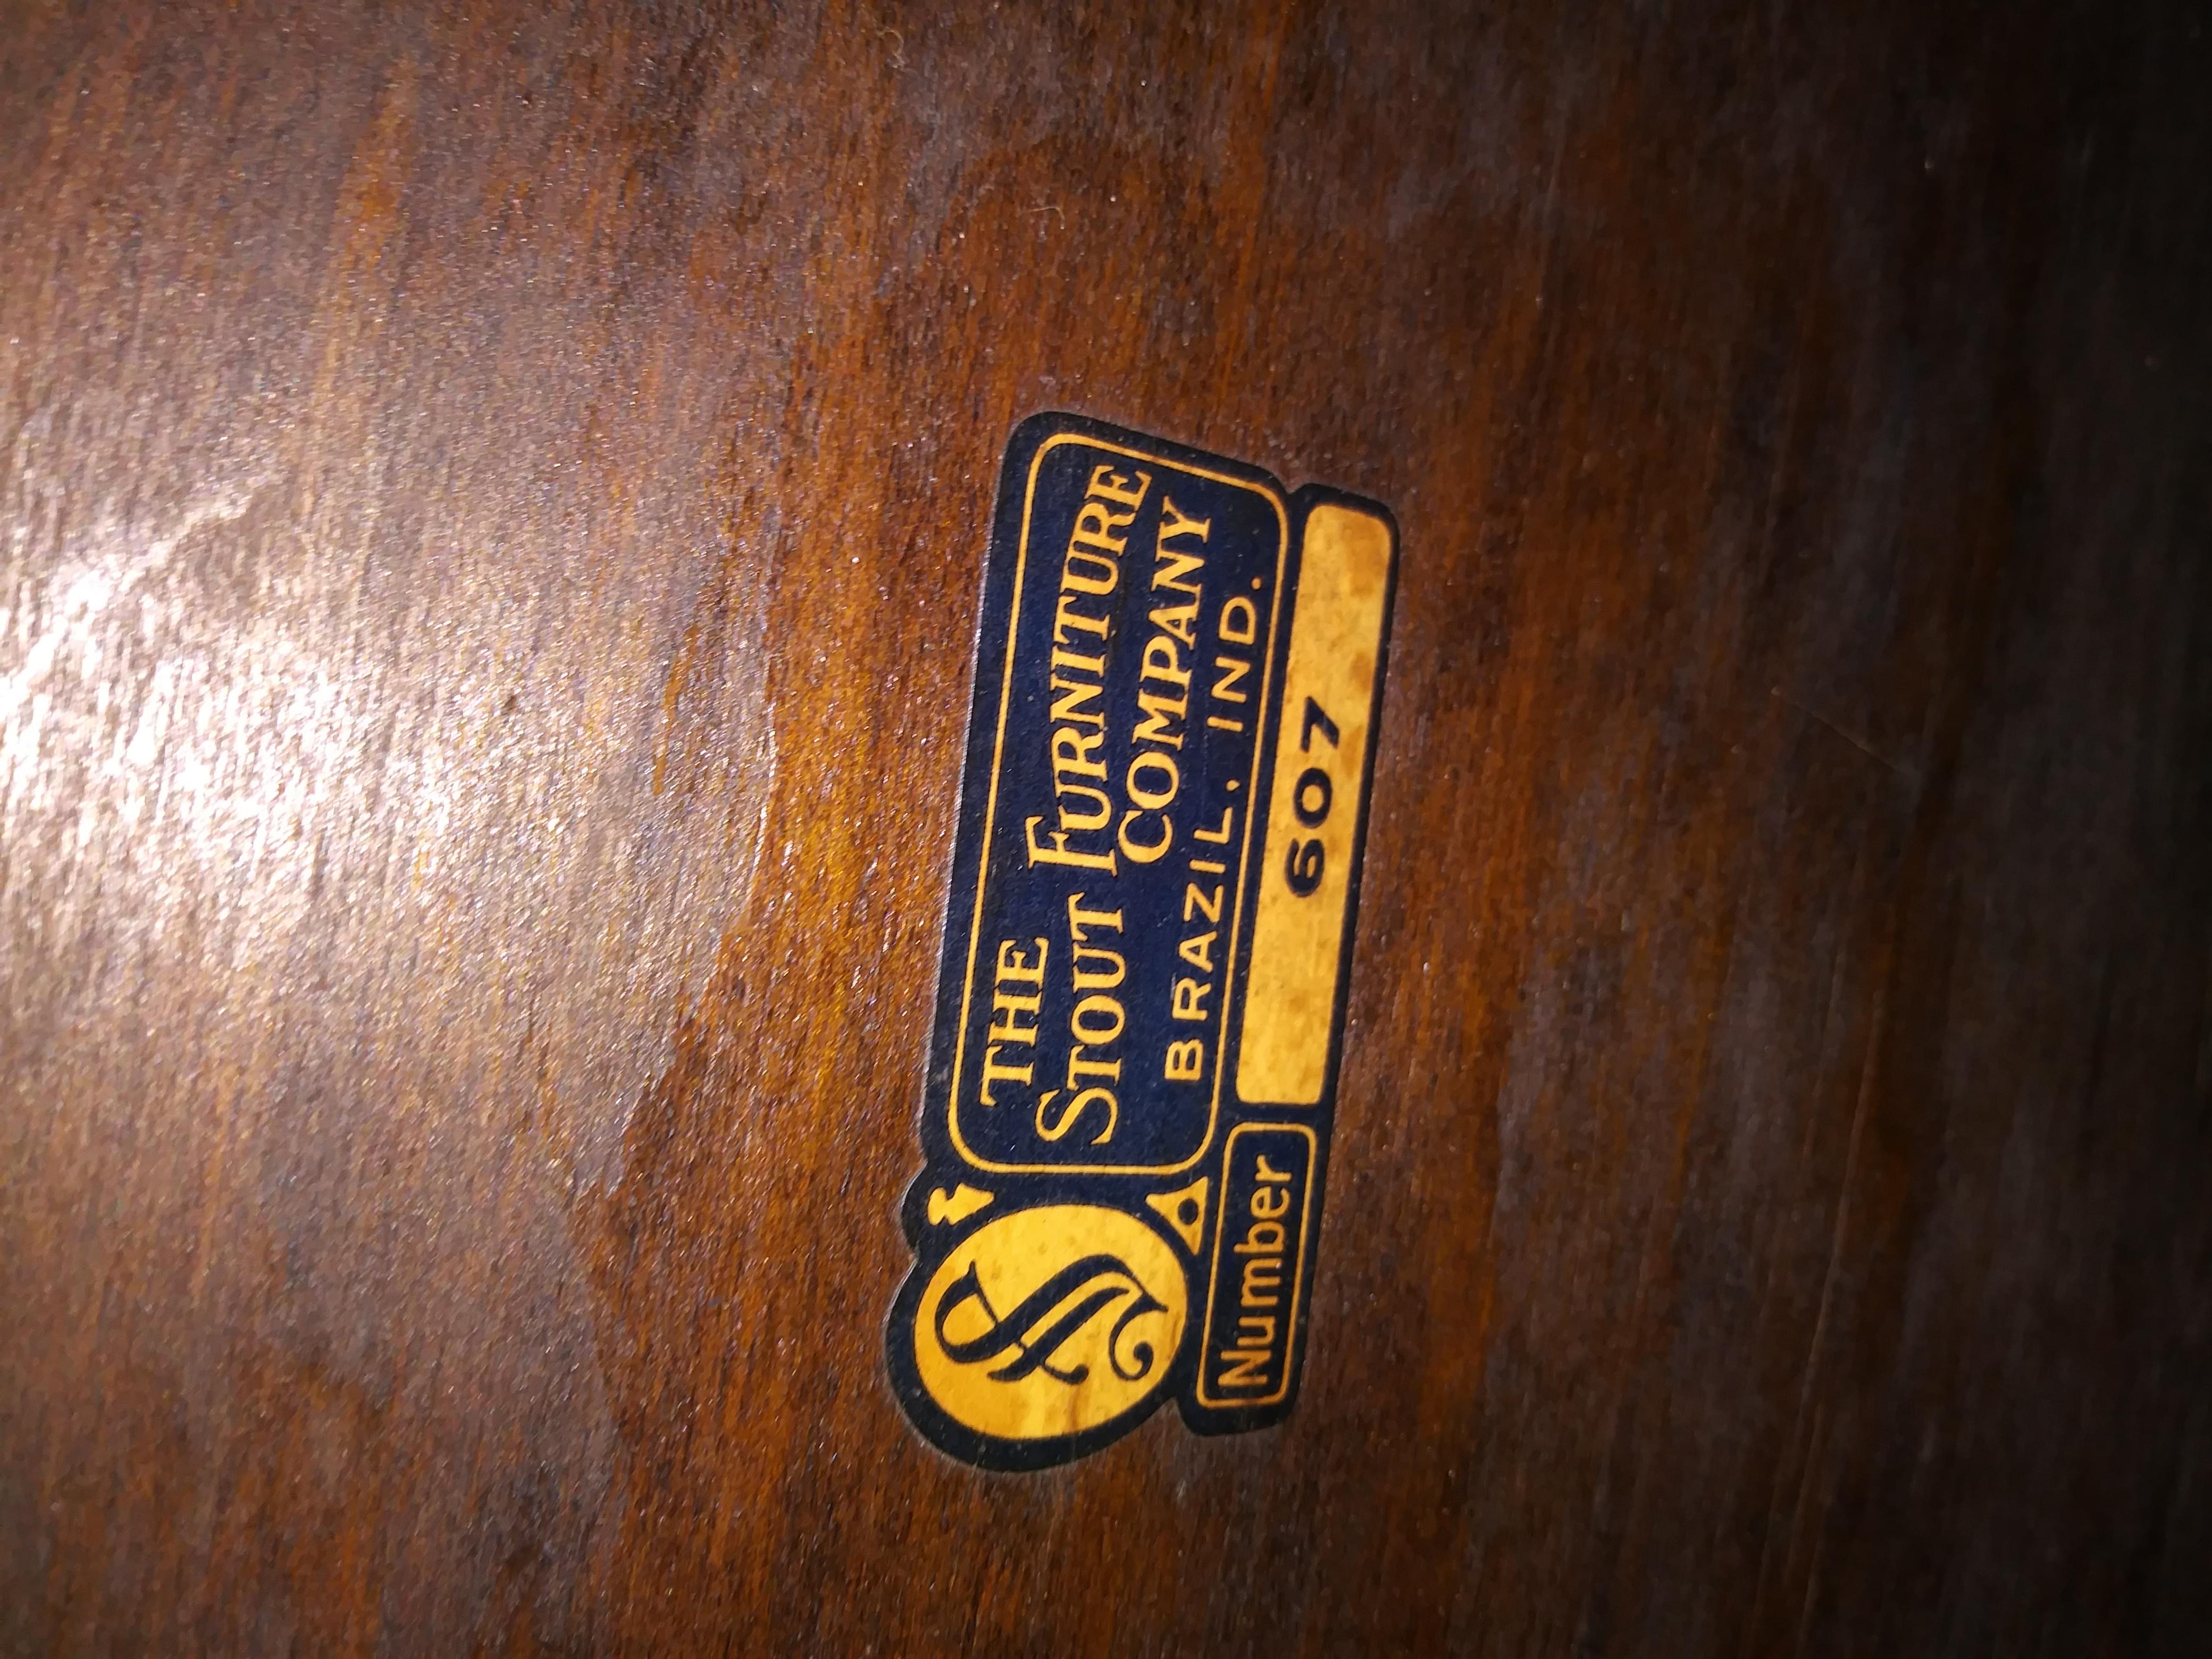 THE
STOUT FURNITURE
COMPANY
BRAZIL, IND.
Number 607